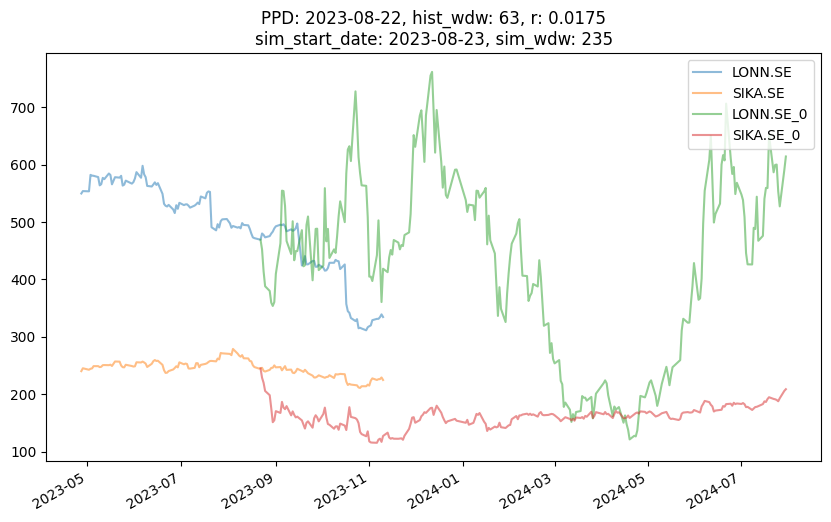 PPD: 2023-08-22, hist_wdw: 63, r: 0.0175
sim_start_date: 2023-08-23, sim_wdw: 235
LONN.SE
SIKA.SE
LONN.SE_0
SIKA.SE_0
700
600
500
400
300
200
100
2023-05
2023-07
2023-09
2023-11
2024-01
2024-03
2024-05
2024-07